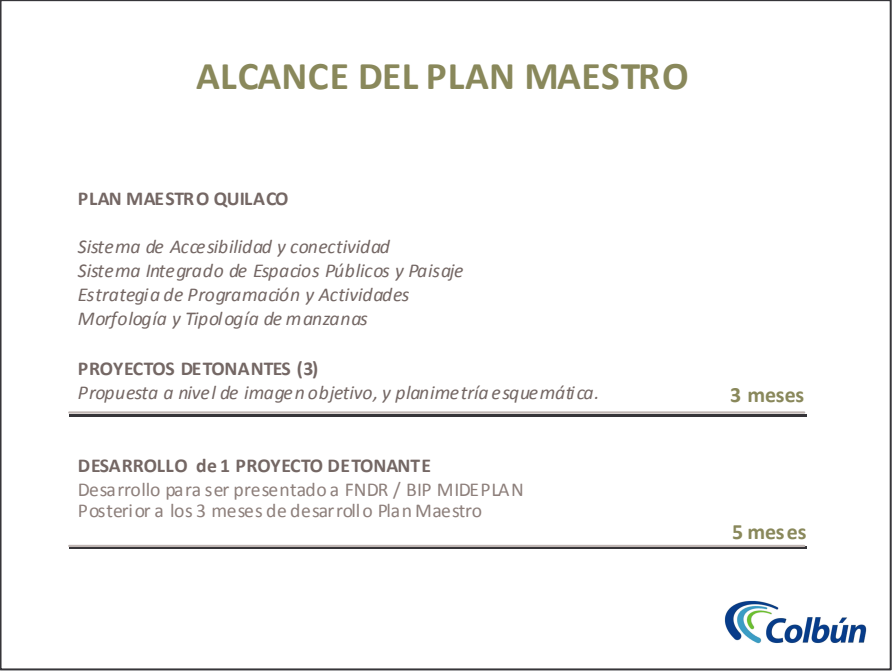 ALCANCE DEL PLAN MAESTRO
PLAN MAESTRO QUILACO
Sistema de Accesibilidad y conectividad
Sistema Integrado de Espacios Públicos y Paisaje
Estrategia de Programación y Actividades
Morfología y Tipología de manzanas
PROYECTOS DETONANTES (3)
Propuesta a nivel de imagen objetivo, y planimetría esquemática.
3 meses
DESARROLLO de 1 PROYECTO DETONANTE
Desarrollo para ser presentado a FNDR / BIP MIDEPLAN
Posterior a los 3 meses de desarrollo Plan Maestro
5 meses
Colbún